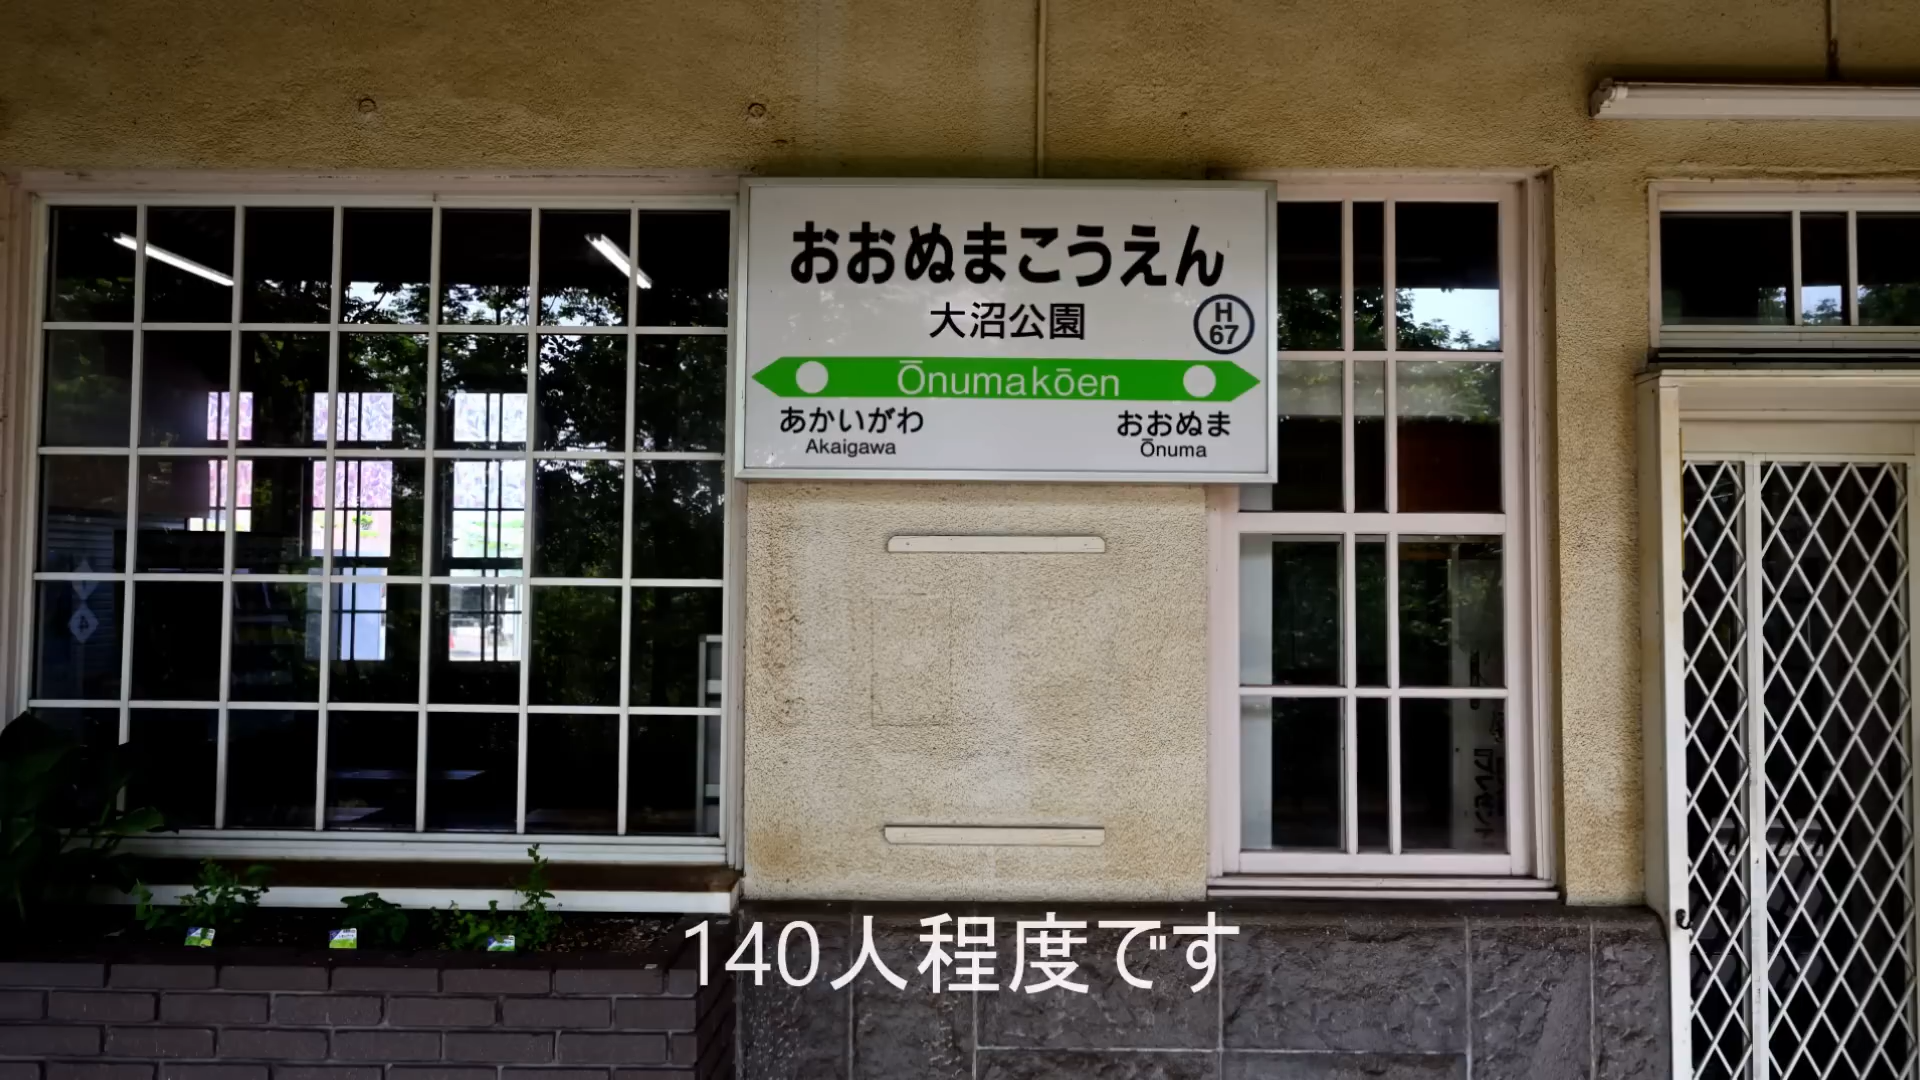 おおぬまこうえん
大沼公園
H
67
Ōnumakōen
あかいがわ
Akaigawa
おおぬま
Ōnuma
140人程度です